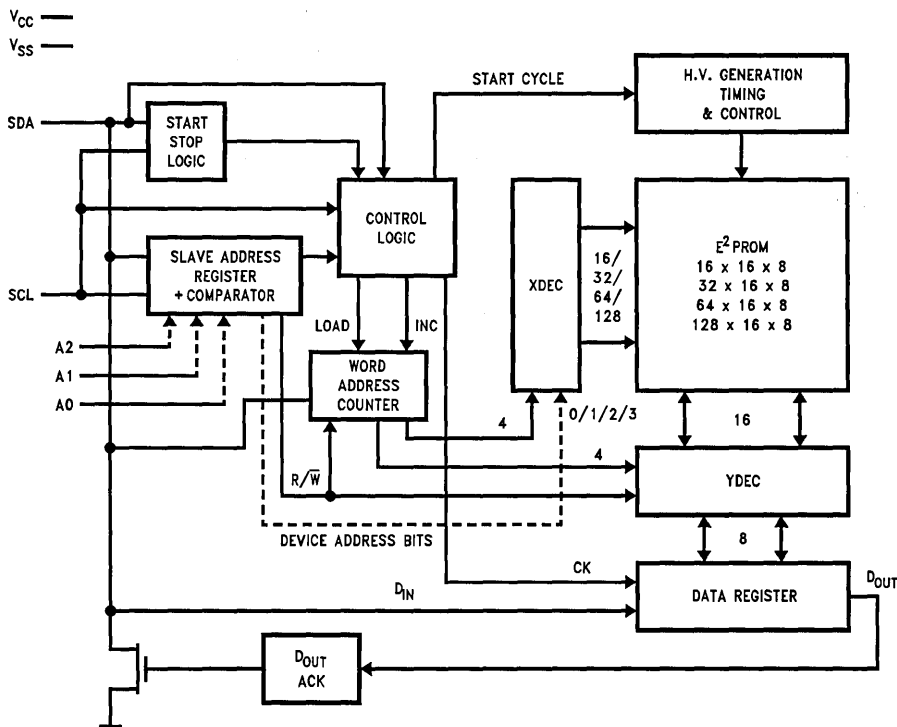 V_CC
V_SS
START CYCLE
H.V. GENERATION
TIMING
& CONTROL
SDA
START
STOP
LOGIC
CONTROL
LOGIC
SLAVE ADDRESS
REGISTER
+ COMPARATOR
SCL
XDEC
16/
32/
64/
128
E² PROM
16 x 16 x 8
32 x 16 x 8
64 x 16 x 8
128 x 16 x 8
LOAD
INC
A2
A1
A0
WORD
ADDRESS
COUNTER
4
0/1/2/3
16
R/W̅
4
YDEC
DEVICE ADDRESS BITS
8
CK
D_IN
DATA REGISTER
D_OUT
D_OUT
ACK